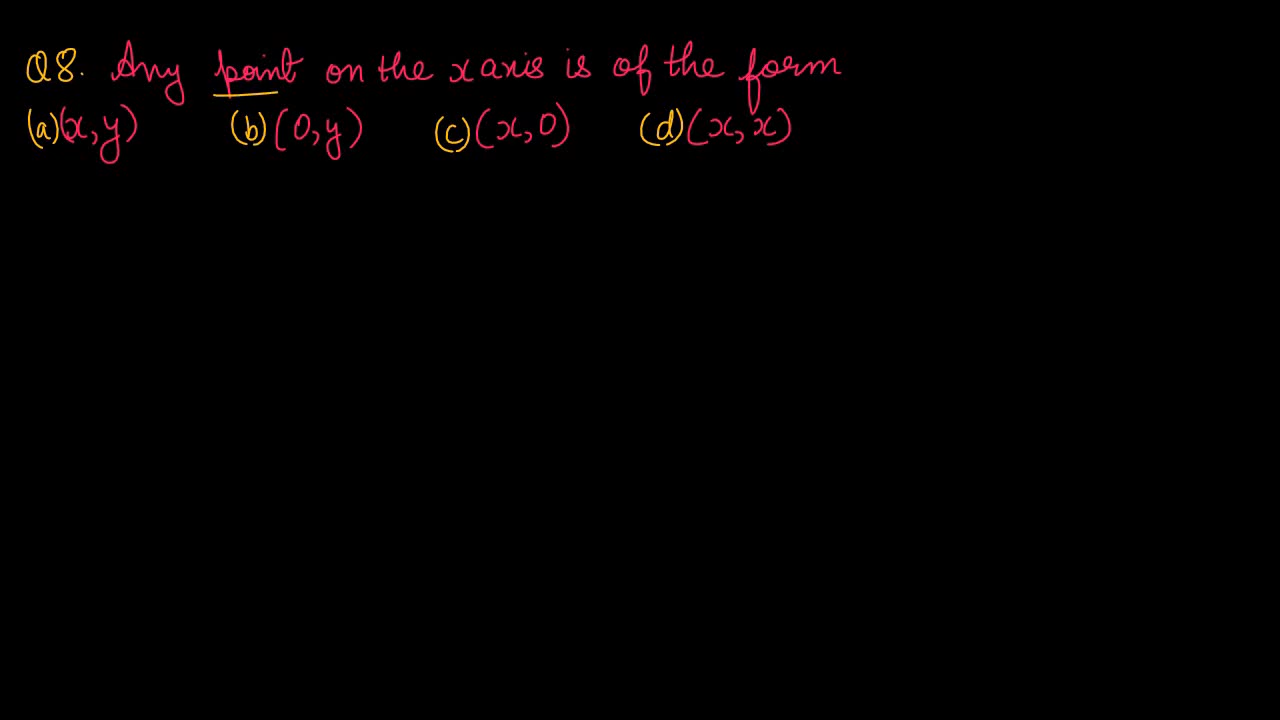 Q8. Any point on the x axis is of the form
(a)(x,y) (b)(0,y) (c)(x,0) (d)(x,x)